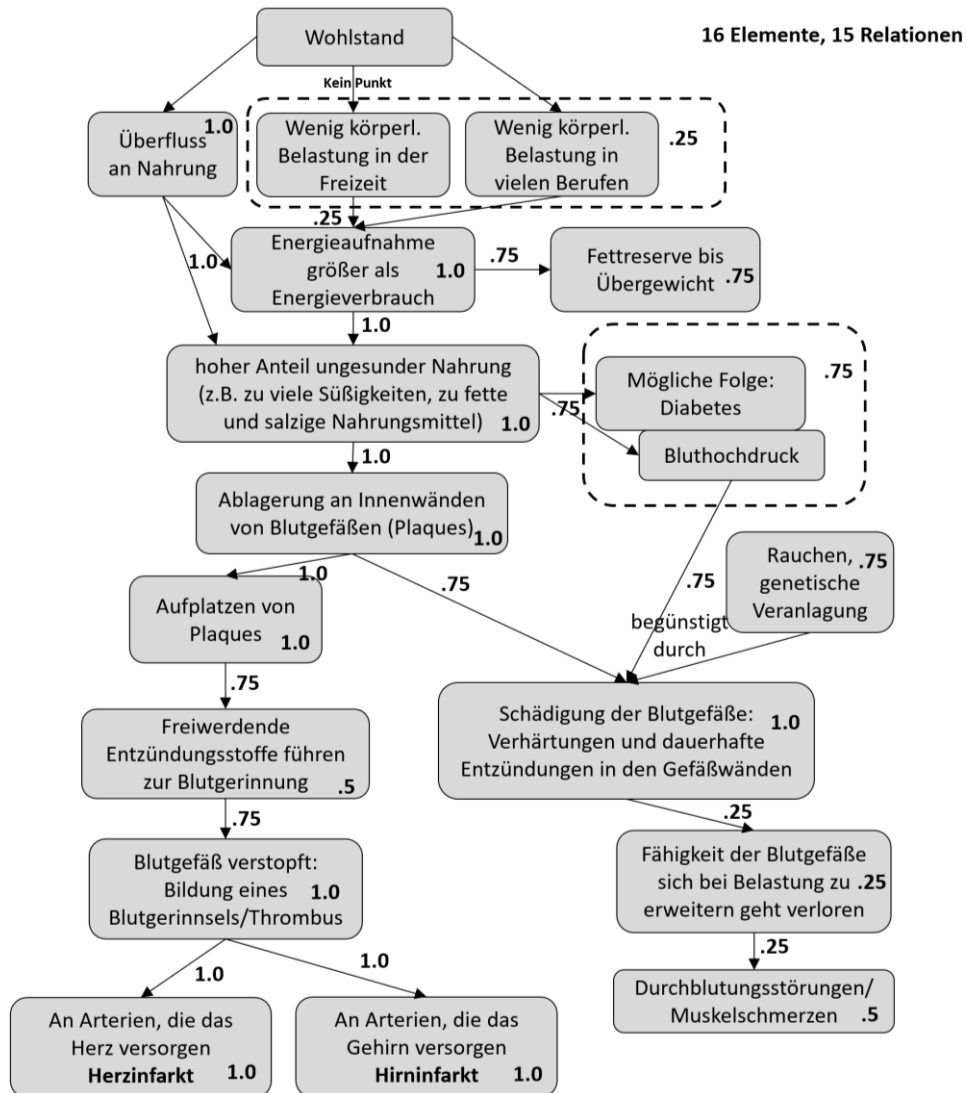 Wohlstand
16 Elemente, 15 Relationen
Kein Punkt
Überfluss
an Nahrung
1.0
Wenig körperl.
Belastung in der
Freizeit
Wenig körperl.
Belastung in
vielen Berufen
.25
.25
1.0
Energieaufnahme
größer als
Energieverbrauch
1.0
.75
Fettreserve bis
Übergewicht
.75
1.0
hoher Anteil ungesunder Nahrung
(z.B. zu viele Süßigkeiten, zu fette
und salzige Nahrungsmittel)
1.0
.75
Mögliche Folge:
Diabetes
.75
Bluthochdruck
1.0
Ablagerung an Innenwänden
von Blutgefäßen (Plaques)
1.0
1.0
.75
.75
Rauchen,
genetische
Veranlagung
.75
begünstigt
durch
Aufplatzen von
Plaques
1.0
.75
Freiwerdende
Entzündungsstoffe führen
zur Blutgerinnung
.5
Schädigung der Blutgefäße:
Verhärtungen und dauerhafte
Entzündungen in den Gefäßwänden
1.0
.75
.25
Blutgefäß verstopft:
Bildung eines
Blutgerinnsels/Thrombus
1.0
Fähigkeit der Blutgefäße
sich bei Belastung zu
erweitern geht verloren
.25
1.0
1.0
.25
An Arterien, die das
Herz versorgen
Herzinfarkt
1.0
An Arterien, die das
Gehirn versorgen
Hirninfarkt
1.0
Durchblutungsstörungen/
Muskelschmerzen
.5